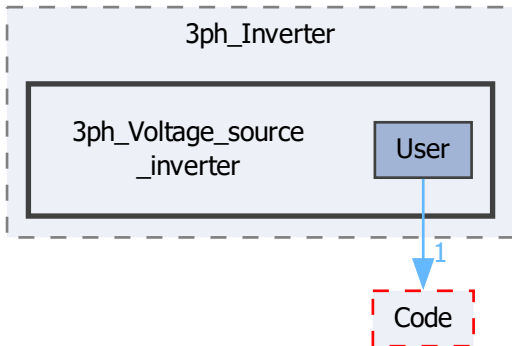 3ph_Inverter
3ph_Voltage_source
_inverter
User
1
Code